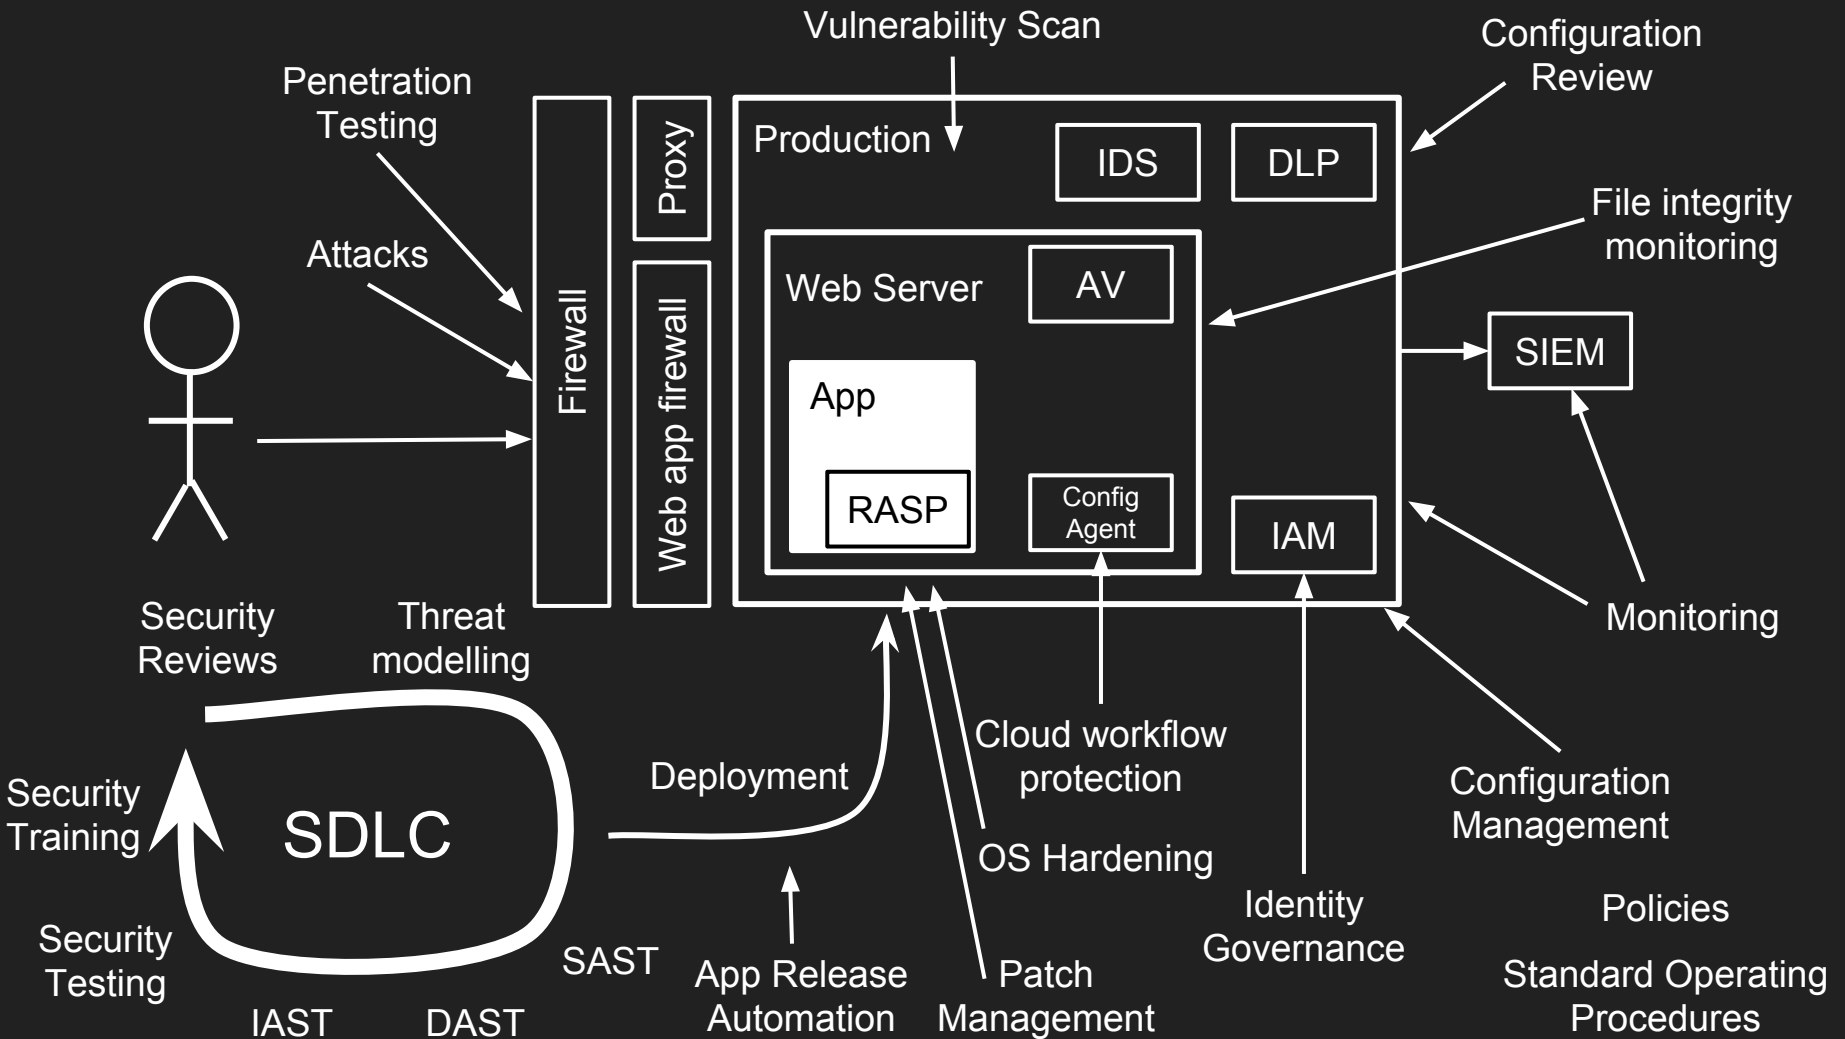 Vulnerability Scan
Configuration
Review
Penetration
Testing
Production
Proxy
IDS
DLP
File integrity
monitoring
Attacks
Web Server
AV
Firewall
Web app firewall
SIEM
App
RASP
Config
Agent
IAM
Security
Reviews
Threat
modelling
Monitoring
Cloud workflow
protection
Deployment
Configuration
Management
Security
Training
SDLC
OS Hardening
Identity
Governance
Policies
Security
Testing
SAST
App Release
Automation
Patch
Management
Standard Operating
Procedures
IAST
DAST